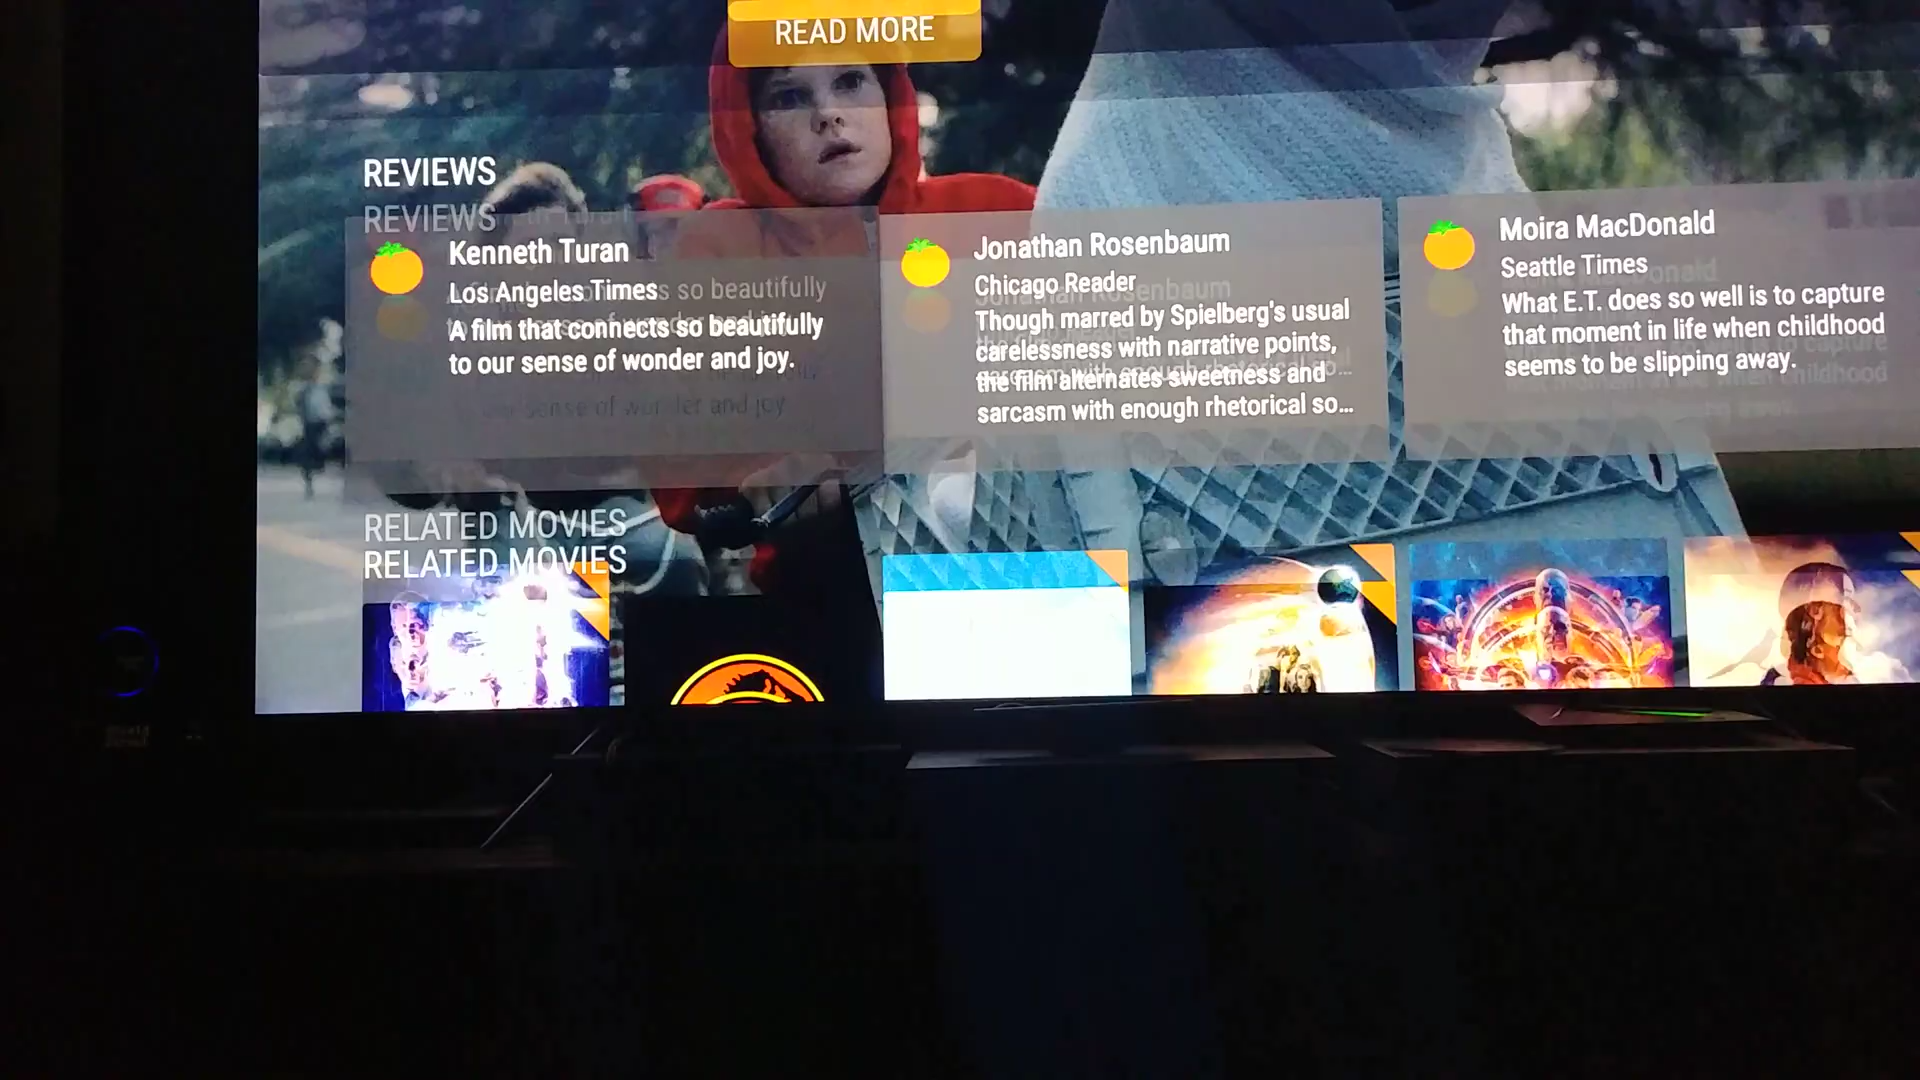 READ MORE
REVIEWS
REVIEWS
Kenneth Turan
Los Angeles Times
A film that connects so beautifully
to our sense of wonder and joy.
Jonathan Rosenbaum
Chicago Reader
Though marred by Spielberg's usual
carelessness with narrative points,
the film alternates sweetness and
sarcasm with enough rhetorical so...
Moira MacDonald
Seattle Times
What E.T. does so well is to capture
that moment in life when childhood
seems to be slipping away.
RELATED MOVIES
RELATED MOVIES